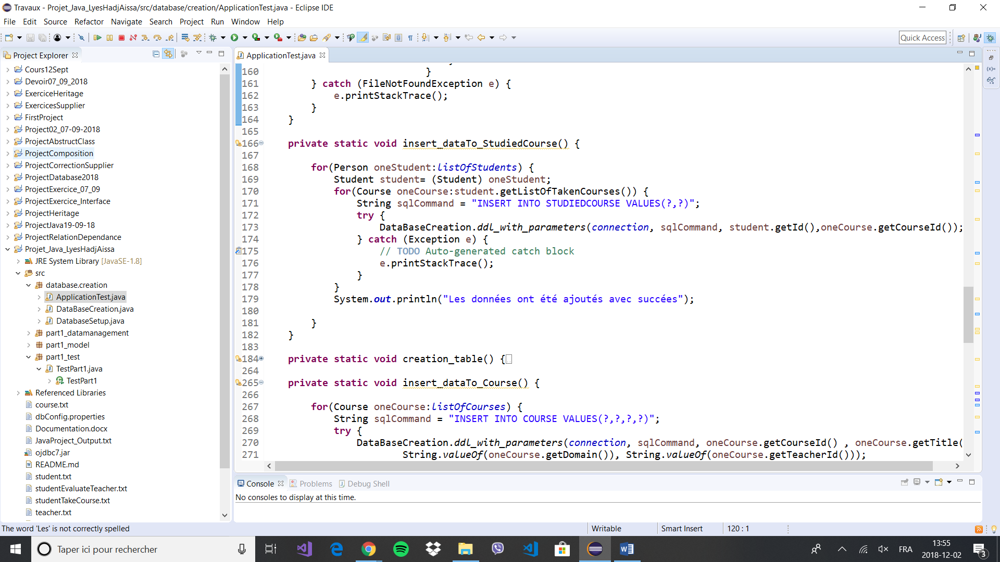 Travaux - Projet_Java_LyesHadjAissa/src/database/creation/ApplicationTest.java - Eclipse IDE
File Edit Source Refactor Navigate Search Project Run Window Help
Quick Access
Project Explorer
Cours12Sept
Devoir07_09_2018
ExerciceHeritage
ExercicesSupplier
FirstProject
Project02_07-09-2018
ProjectAbstructClass
ProjectComposition
ProjectCorrectionSupplier
ProjectDatabase2018
ProjectExercice_07_09
ProjectExercice_Interface
ProjectHeritage
ProjectJava19-09-18
ProjectRelationDependance
Projet_Java_LyesHadjAissa
JRE System Library [JavaSE-1.8]
src
database.creation
ApplicationTest.java
DataBaseCreation.java
DatabaseSetup.java
part1_datamanagement
part1_model
part1_test
TestPart1.java
TestPart1
Referenced Libraries
course.txt
dbConfig.properties
Documentation.docx
JavaProject_Output.txt
ojdbc7.jar
README.md
student.txt
studentEvaluateTeacher.txt
studentTakeCourse.txt
teacher.txt
ApplicationTest.java
160 }
161 } catch (FileNotFoundException e) {
162 e.printStackTrace();
163 }
164 }
165
166 private static void insert_dataTo_StudiedCourse() {
167
168 for(Person oneStudent:listOfStudents) {
169 Student student= (Student) oneStudent;
170 for(Course oneCourse:student.getListOfTakenCourses()) {
171 String sqlCommand = "INSERT INTO STUDIEDCOURSE VALUES(?,?)";
172 try {
173 DataBaseCreation.ddl_with_parameters(connection, sqlCommand, student.getId(),oneCourse.getCourseId());
174 } catch (Exception e) {
175 // TODO Auto-generated catch block
176 e.printStackTrace();
177 }
178 }
179 System.out.println("Les données ont été ajoutés avec succées");
180
181 }
182 }
183
184 private static void creation_table() {
264
265 private static void insert_dataTo_Course() {
266
267 for(Course oneCourse:listOfCourses) {
268 String sqlCommand = "INSERT INTO COURSE VALUES(?,?,?,?)";
269 try {
270 DataBaseCreation.ddl_with_parameters(connection, sqlCommand, oneCourse.getCourseId() , oneCourse.getTitle(
271 String.valueOf(oneCourse.getDomain()), String.valueOf(oneCourse.getTeacherId()));
Console Problems Debug Shell
No consoles to display at this time.
The word 'Les' is not correctly spelled
Writable
Smart Insert
120 : 1
Taper ici pour rechercher
FRA
13:55
2018-12-02
3